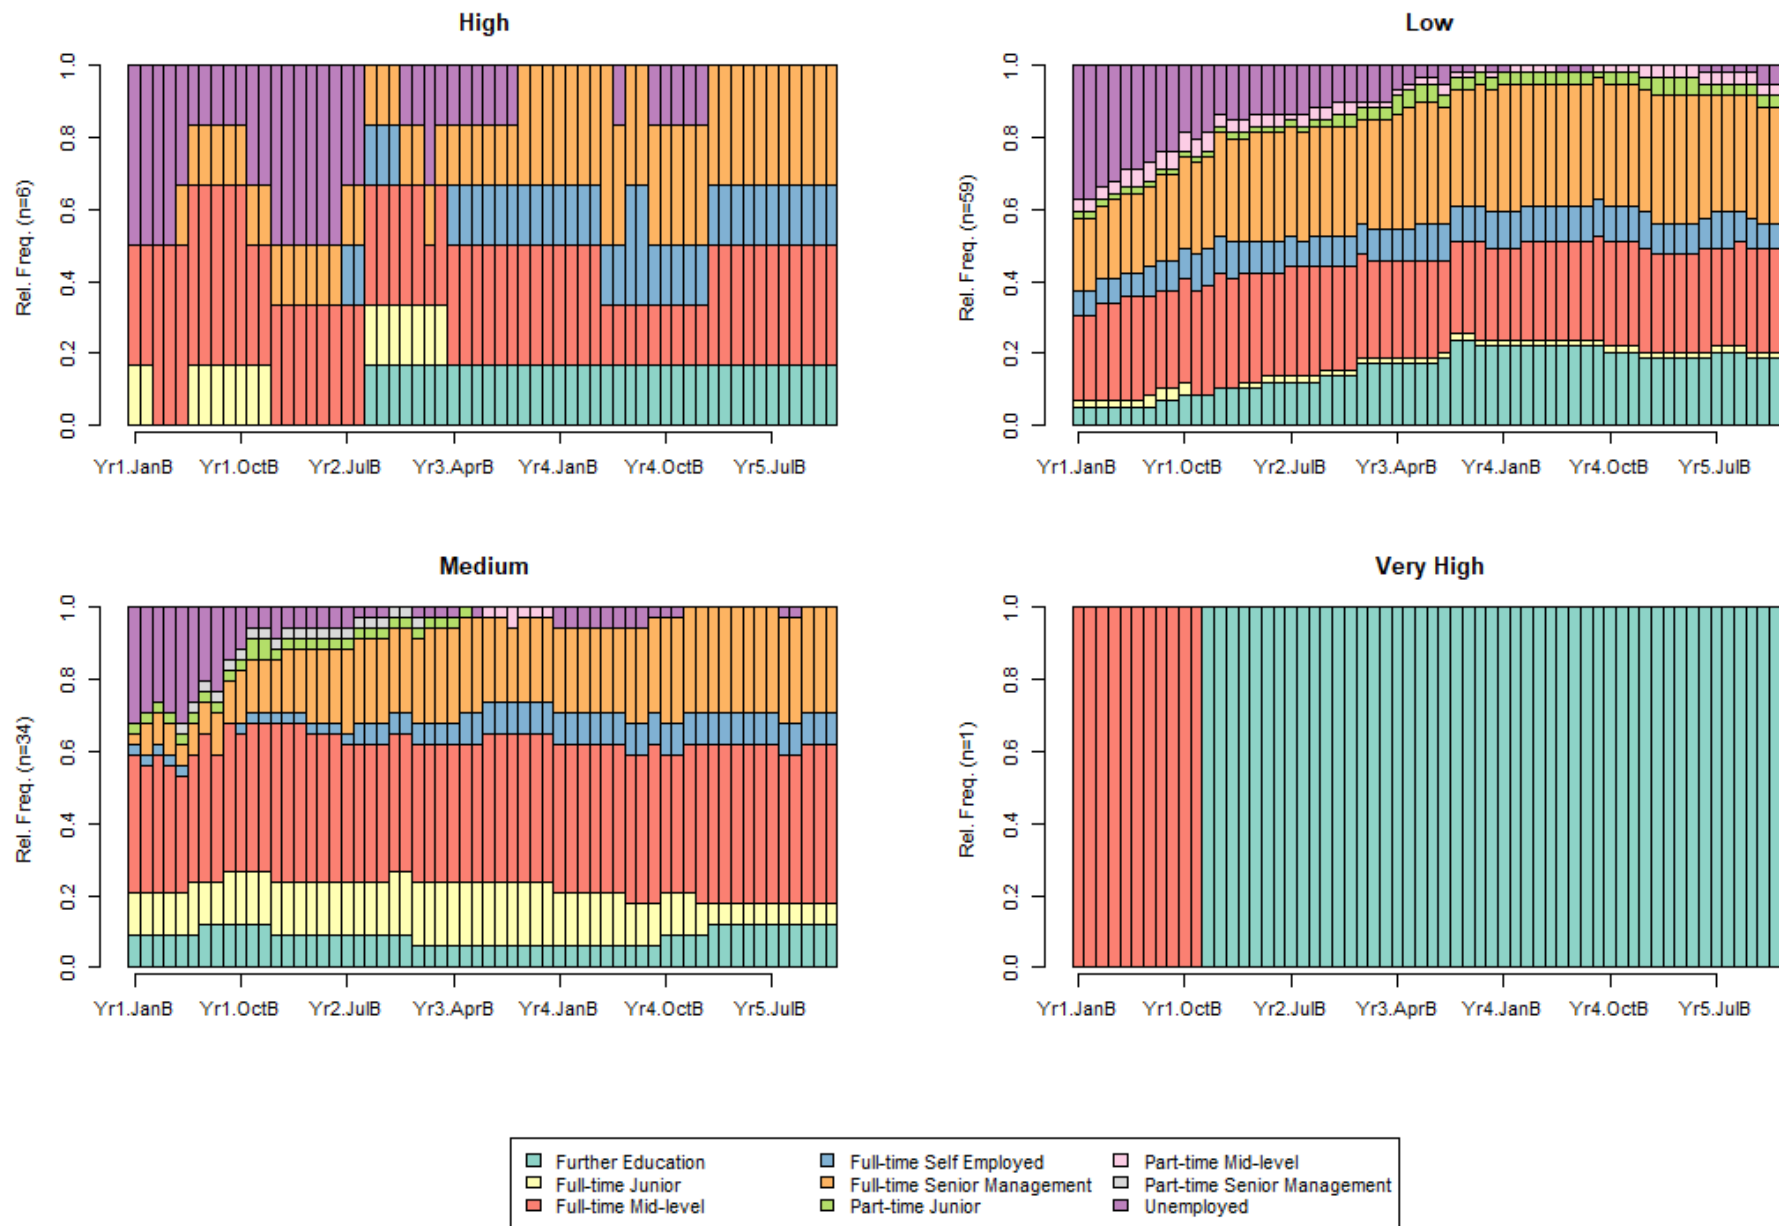 High
Low
Rel. Freq. (n=6)
0.0 0.2 0.4 0.6 0.8 1.0
Yr1.JanB Yr1.OctB Yr2.JulB Yr3.AprB Yr4.JanB Yr4.OctB Yr5.JulB
Rel. Freq. (n=59)
0.0 0.2 0.4 0.6 0.8 1.0
Yr1.JanB Yr1.OctB Yr2.JulB Yr3.AprB Yr4.JanB Yr4.OctB Yr5.JulB
Medium
Very High
Rel. Freq. (n=34)
0.0 0.2 0.4 0.6 0.8 1.0
Yr1.JanB Yr1.OctB Yr2.JulB Yr3.AprB Yr4.JanB Yr4.OctB Yr5.JulB
Rel. Freq. (n=1)
0.0 0.2 0.4 0.6 0.8 1.0
Yr1.JanB Yr1.OctB Yr2.JulB Yr3.AprB Yr4.JanB Yr4.OctB Yr5.JulB
Further Education
Full-time Junior
Full-time Mid-level
Full-time Self Employed
Full-time Senior Management
Part-time Junior
Part-time Mid-level
Part-time Senior Management
Unemployed